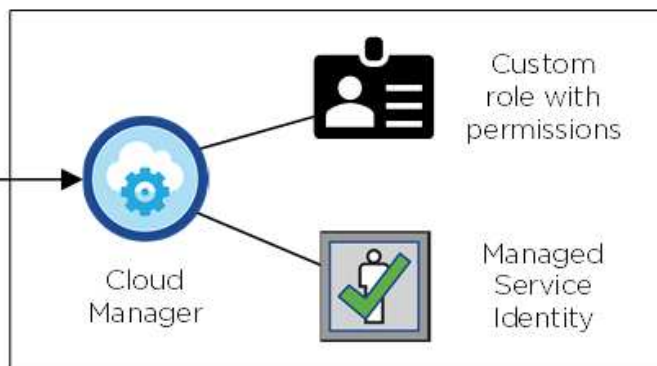 Custom
role with
permissions
Cloud
Manager
Managed
Service
Identity